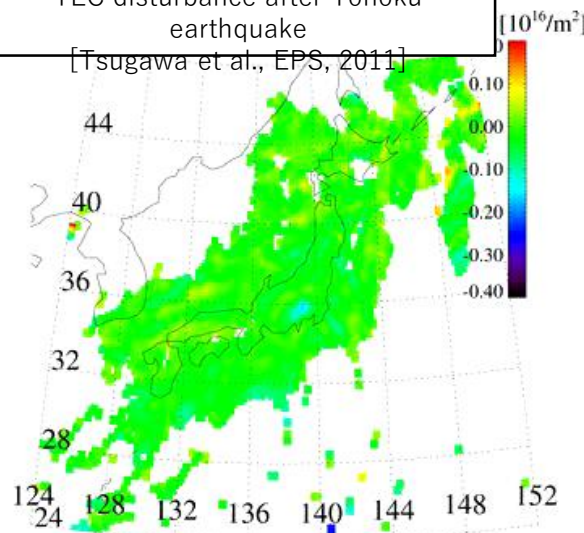 TEC disturbance after Tohoku
earthquake
[Tsugawa et al., EPS, 2011]
[10¹⁶/m²]
0.10
0.00
-0.10
-0.20
-0.30
-0.40
44
40
36
32
28
24
124 128 132 136 140 144 148 152